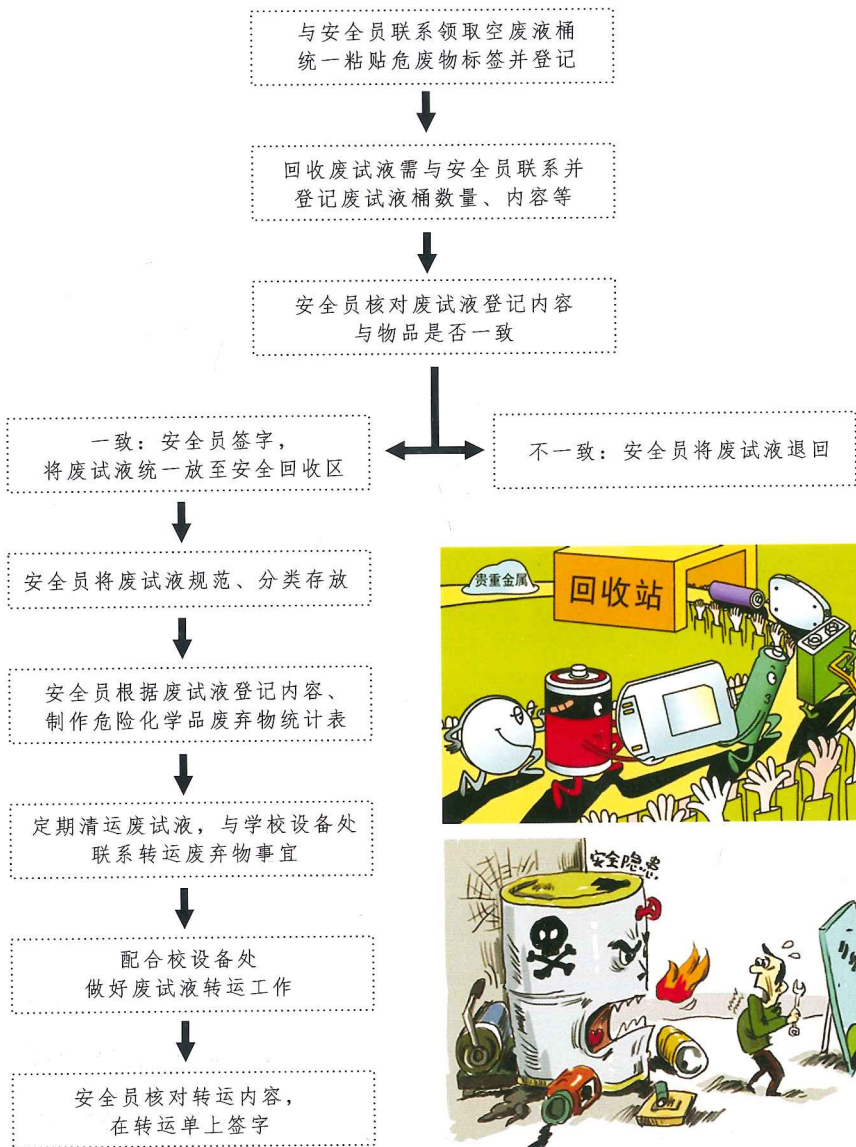 与安全员联系领取空废液桶
统一粘贴危废物标签并登记
回收废试液需与安全员联系并
登记废试液桶数量、内容等
安全员核对废试液登记内容
与物品是否一致
一致：安全员签字，
将废试液统一放至安全回收区
不一致：安全员将废试液退回
安全员将废试液规范、分类存放
安全员根据废试液登记内容、
制作危险化学品废弃物统计表
定期清运废试液，与学校设备处
联系转运废弃物事宜
配合校设备处
做好废试液转运工作
安全员核对转运内容，
在转运单上签字
贵重金属
回收站
安全隐患